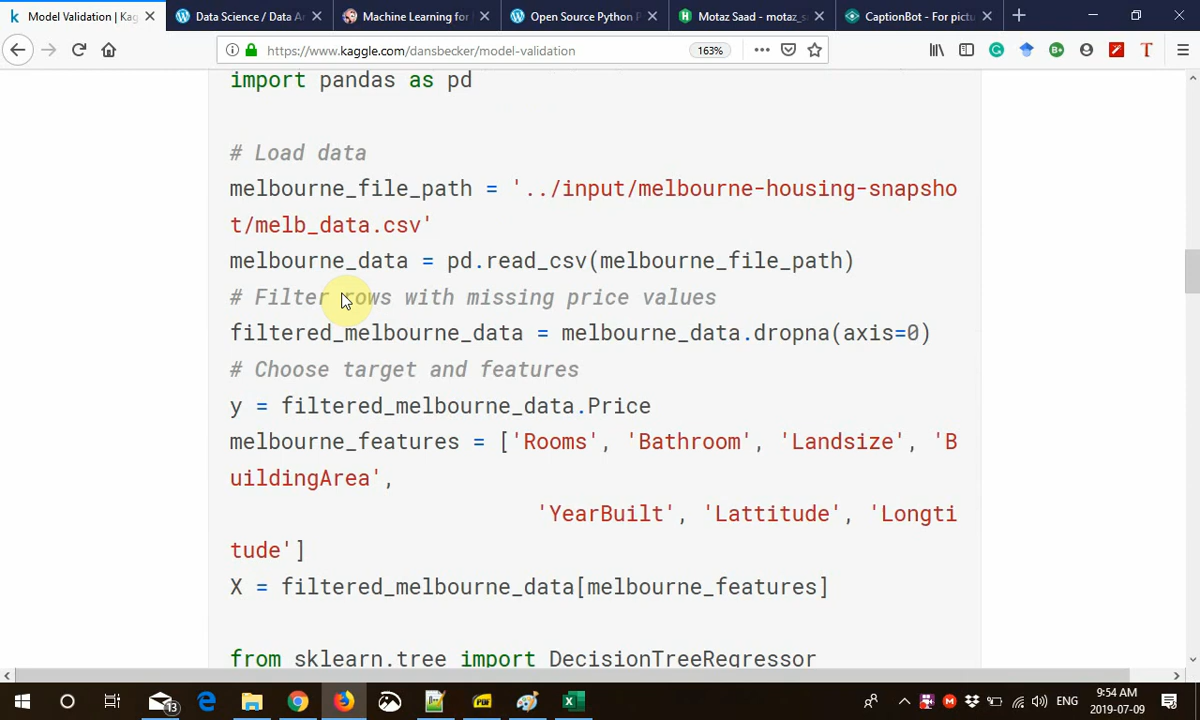 Model Validation | Kag
Data Science / Data A
Machine Learning for
Open Source Python P
Motaz Saad - motaz_s
CaptionBot - For pictu
https://www.kaggle.com/dansbecker/model-validation
163%
import pandas as pd
# Load data
melbourne_file_path = '../input/melbourne-housing-snapsho
t/melb_data.csv'
melbourne_data = pd.read_csv(melbourne_file_path)
# Filter rows with missing price values
filtered_melbourne_data = melbourne_data.dropna(axis=0)
# Choose target and features
y = filtered_melbourne_data.Price
melbourne_features = ['Rooms', 'Bathroom', 'Landsize', 'B
uildingArea',
'YearBuilt', 'Lattitude', 'Longti
tude']
X = filtered_melbourne_data[melbourne_features]
from sklearn.tree import DecisionTreeRegressor
13
ENG
9:54 AM
2019-07-09